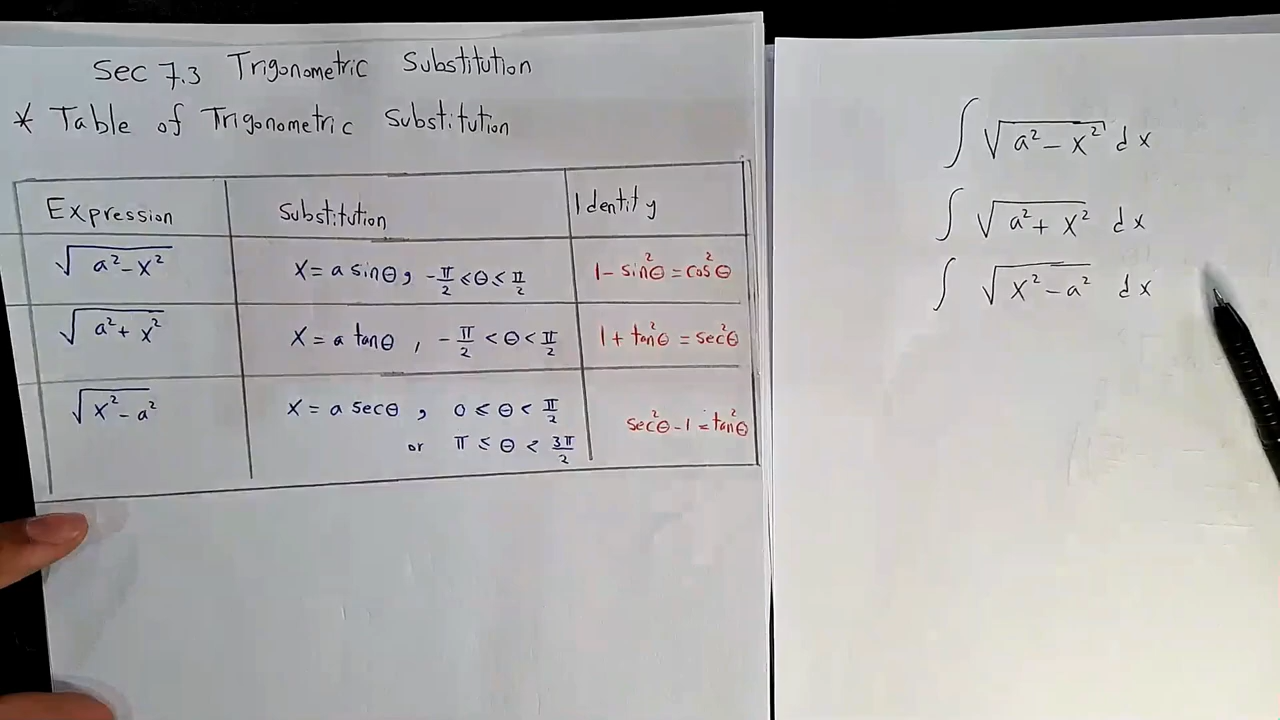 Sec 7.3 Trigonometric Substitution
* Table of Trigonometric Substitution
Expression Substitution Identity
√(a²-x²) x = a sinθ, -π/2 ≤ θ ≤ π/2 1 - sin²θ = cos²θ
√(a²+x²) x = a tanθ, -π/2 < θ < π/2 1 + tan²θ = sec²θ
√(x²-a²) x = a secθ, 0 ≤ θ < π/2 sec²θ - 1 = tan²θ
or π ≤ θ < 3π/2
∫ √(a²-x²) dx
∫ √(a²+x²) dx
∫ √(x²-a²) dx